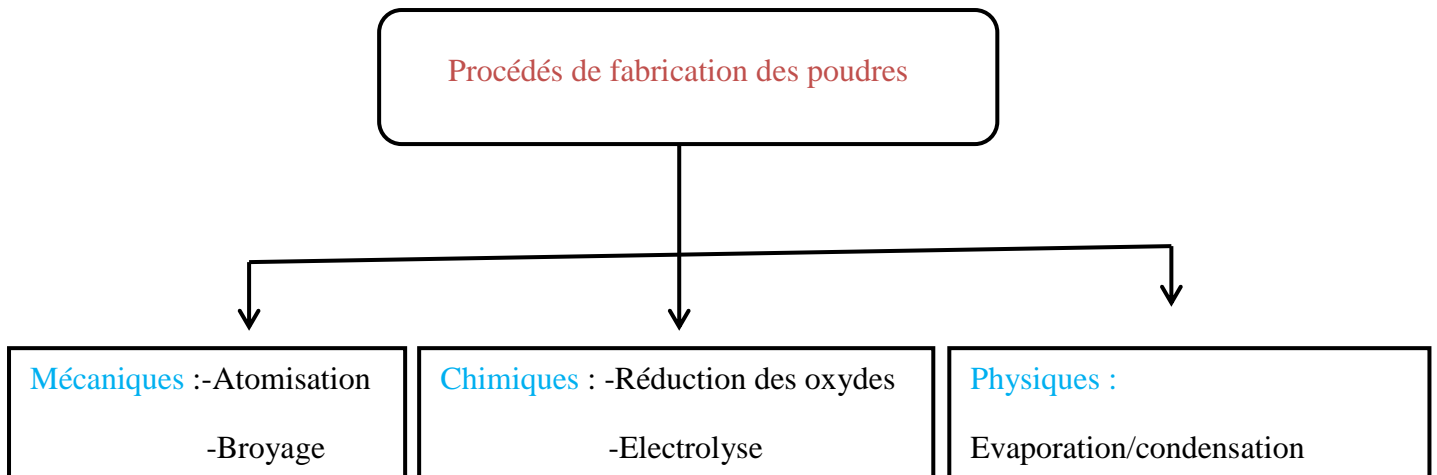 Procédés de fabrication des poudres
Mécaniques :-Atomisation
-Broyage
Chimiques : -Réduction des oxydes
-Electrolyse
Physiques :
Evaporation/condensation